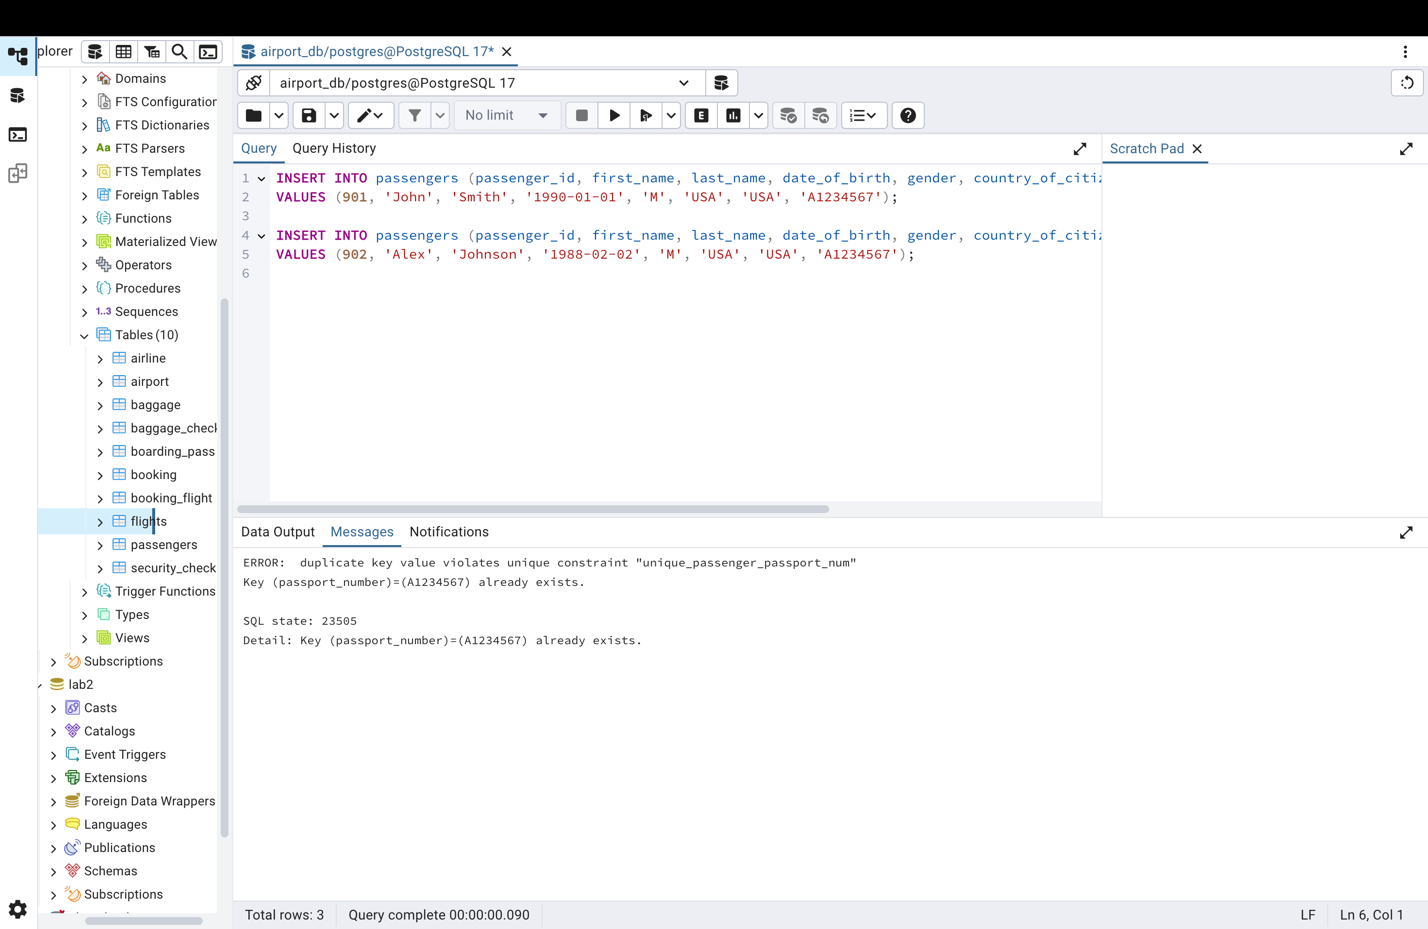 plorer
airport_db/postgres@PostgreSQL 17*
airport_db/postgres@PostgreSQL 17
No limit
E
Domains
FTS Configuration
FTS Dictionaries
Aa FTS Parsers
FTS Templates
Foreign Tables
Functions
Materialized View
Operators
Procedures
1..3 Sequences
Tables (10)
airline
airport
baggage
baggage_check
boarding_pass
booking
booking_flight
flights
passengers
security_check
Trigger Functions
Types
Views
Subscriptions
lab2
Casts
Catalogs
Event Triggers
Extensions
Foreign Data Wrappers
Languages
Publications
Schemas
Subscriptions
Query
Query History
Scratch Pad
1 INSERT INTO passengers (passenger_id, first_name, last_name, date_of_birth, gender, country_of_citiz
2 VALUES (901, 'John', 'Smith', '1990-01-01', 'M', 'USA', 'USA', 'A1234567');
3
4 INSERT INTO passengers (passenger_id, first_name, last_name, date_of_birth, gender, country_of_citiz
5 VALUES (902, 'Alex', 'Johnson', '1988-02-02', 'M', 'USA', 'USA', 'A1234567');
6
Data Output
Messages
Notifications
ERROR:  duplicate key value violates unique constraint "unique_passenger_passport_num"
Key (passport_number)=(A1234567) already exists.
SQL state: 23505
Detail: Key (passport_number)=(A1234567) already exists.
Total rows: 3
Query complete 00:00:00.090
LF
Ln 6, Col 1